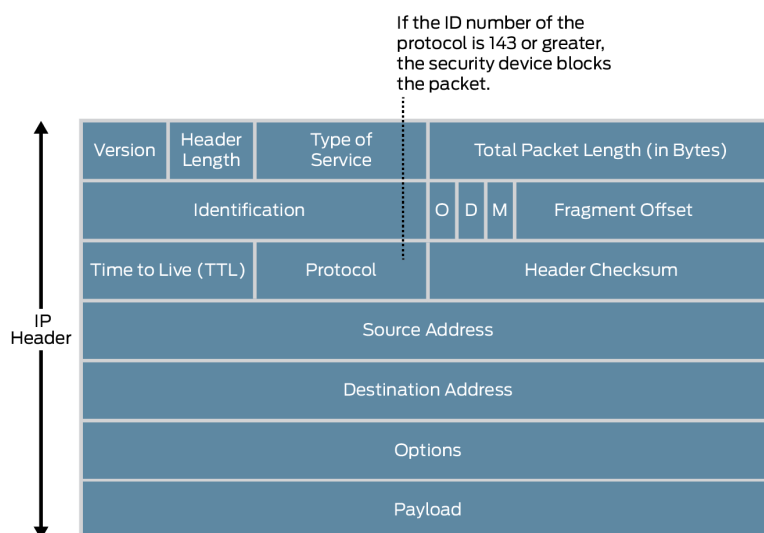 If the ID number of the
protocol is 143 or greater,
the security device blocks
the packet.
Version
Header
Length
Type of
Service
Total Packet Length (in Bytes)
Identification
O
D
M
Fragment Offset
Time to Live (TTL)
Protocol
Header Checksum
IP
Header
Source Address
Destination Address
Options
Payload